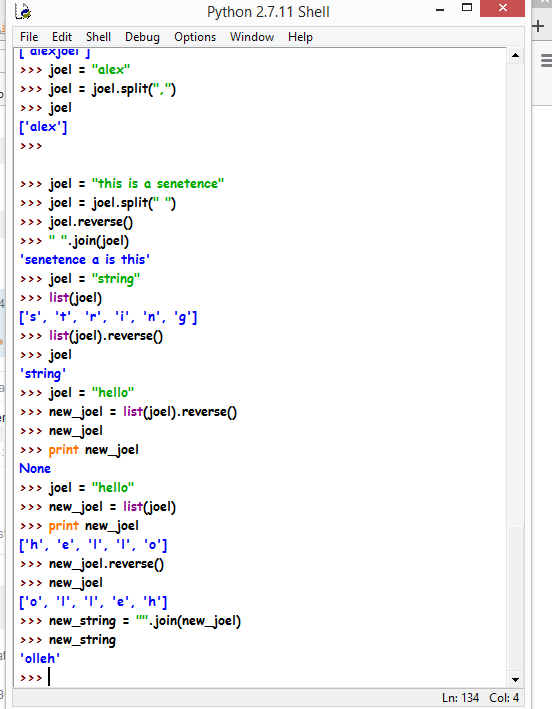 Python 2.7.11 Shell
File Edit Shell Debug Options Window Help
['alexjoel']
>>> joel = "alex"
>>> joel = joel.split(",")
>>> joel
['alex']
>>>
>>> joel = "this is a senetence"
>>> joel = joel.split(" ")
>>> joel.reverse()
>>> " ".join(joel)
'senetence a is this'
>>> joel = "string"
>>> list(joel)
['s', 't', 'r', 'i', 'n', 'g']
>>> list(joel).reverse()
>>> joel
'string'
>>> joel = "hello"
>>> new_joel = list(joel).reverse()
>>> new_joel
>>> print new_joel
None
>>> joel = "hello"
>>> new_joel = list(joel)
>>> print new_joel
['h', 'e', 'l', 'l', 'o']
>>> new_joel.reverse()
>>> new_joel
['o', 'l', 'l', 'e', 'h']
>>> new_string = "".join(new_joel)
>>> new_string
'olleh'
>>>
Ln: 134 Col: 4